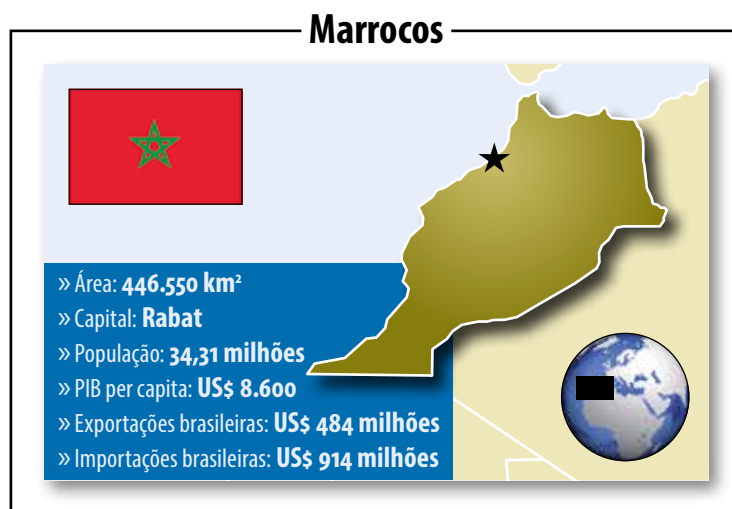 Marrocos
» Área: 446.550 km²
» Capital: Rabat
» População: 34,31 milhões
» PIB per capita: US$ 8.600
» Exportações brasileiras: US$ 484 milhões
» Importações brasileiras: US$ 914 milhões